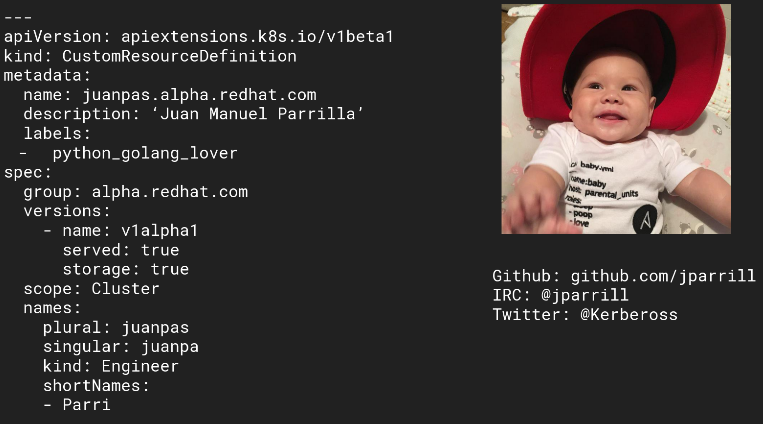 ---
apiVersion: apiextensions.k8s.io/v1beta1
kind: CustomResourceDefinition
metadata:
  name: juanpas.alpha.redhat.com
  description: ‘Juan Manuel Parrilla’
  labels:
  -   python_golang_lover
spec:
  group: alpha.redhat.com
  versions:
    - name: v1alpha1
      served: true
      storage: true
  scope: Cluster
  names:
    plural: juanpas
    singular: juanpa
    kind: Engineer
    shortNames:
    - Parri
baby.yml
name:baby
host: parental_units
- poop
- love
A
Github: github.com/jparrill
IRC: @jparrill
Twitter: @Kerbeross